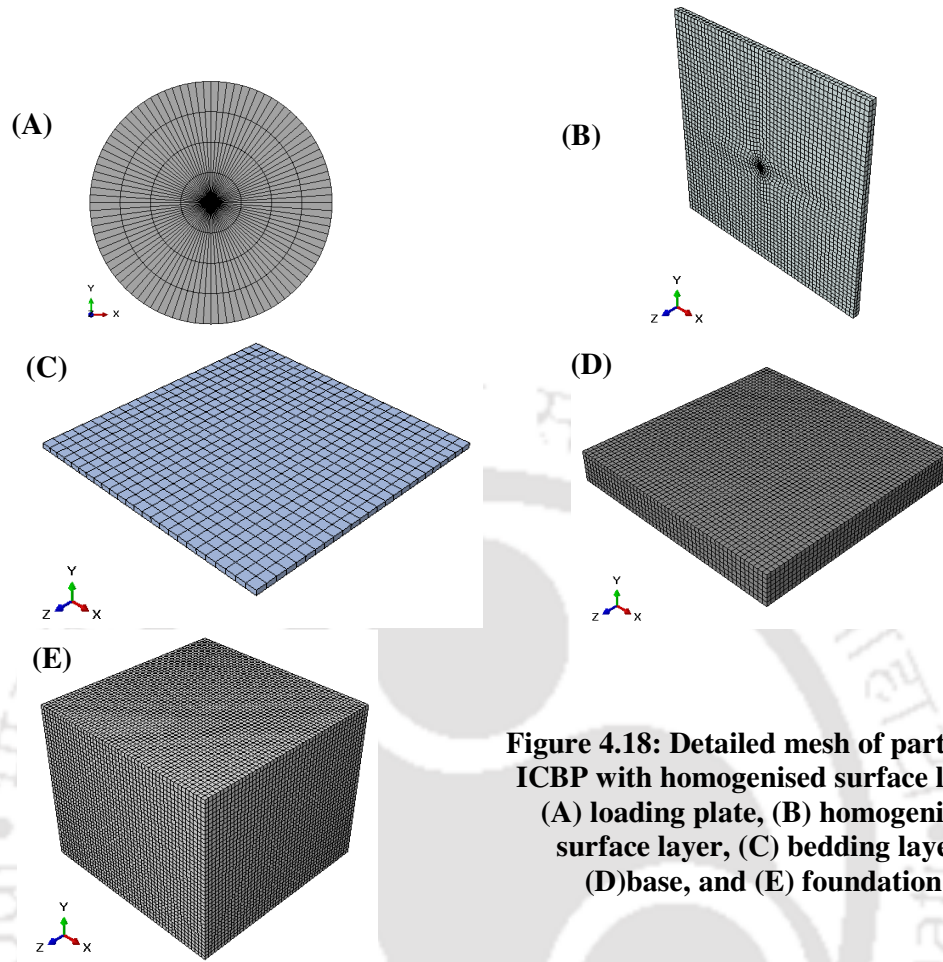 (A)
Y
X
(B)
Y
Z X
(C)
Y
Z X
(D)
Y
Z X
(E)
Y
Z X
Figure 4.18: Detailed mesh of part
ICBP with homogenised surface l
(A) loading plate, (B) homogeni
surface layer, (C) bedding laye
(D)base, and (E) foundation